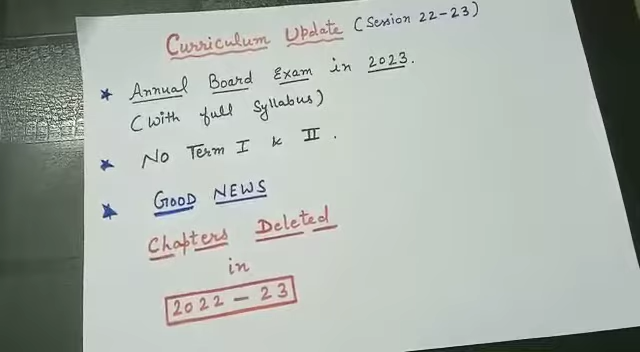 Curriculum Update (Session 22-23)
★ Annual Board Exam in 2023.
(with full syllabus)
★ No Term I & II.
★ GOOD NEWS
Chapters Deleted
in
2022-23